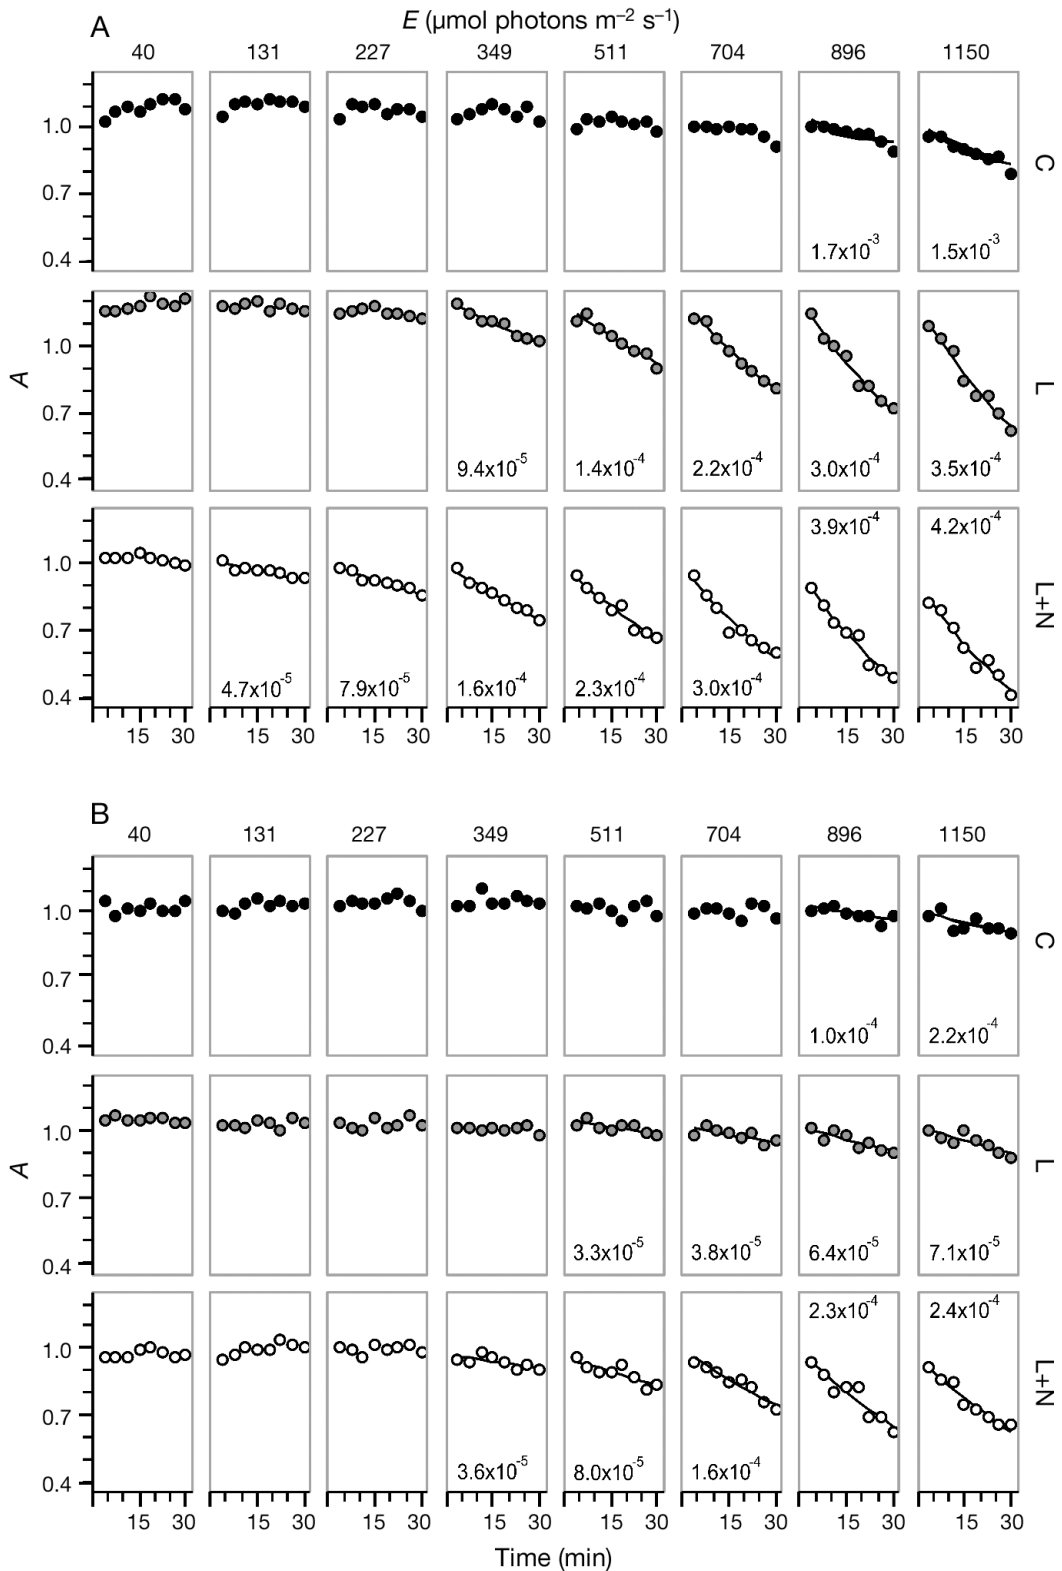 A
E (µmol photons m⁻² s⁻¹)
40 131 227 349 511 704 896 1150
1.0
0.7
0.4
1.7x10⁻³ 1.5x10⁻³
C
1.0
0.7
0.4
A
9.4x10⁻⁵ 1.4x10⁻⁴ 2.2x10⁻⁴ 3.0x10⁻⁴ 3.5x10⁻⁴
L
3.9x10⁻⁴ 4.2x10⁻⁴
1.0
0.7
0.4
4.7x10⁻⁵ 7.9x10⁻⁵ 1.6x10⁻⁴ 2.3x10⁻⁴ 3.0x10⁻⁴
L+N
15 30 15 30 15 30 15 30 15 30 15 30 15 30 15 30
B
40 131 227 349 511 704 896 1150
1.0
0.7
0.4
1.0x10⁻⁴ 2.2x10⁻⁴
C
1.0
0.7
0.4
A
3.3x10⁻⁵ 3.8x10⁻⁵ 6.4x10⁻⁵ 7.1x10⁻⁵
L
2.3x10⁻⁴ 2.4x10⁻⁴
1.0
0.7
0.4
3.6x10⁻⁵ 8.0x10⁻⁵ 1.6x10⁻⁴
L+N
15 30 15 30 15 30 15 30 15 30 15 30 15 30 15 30
Time (min)